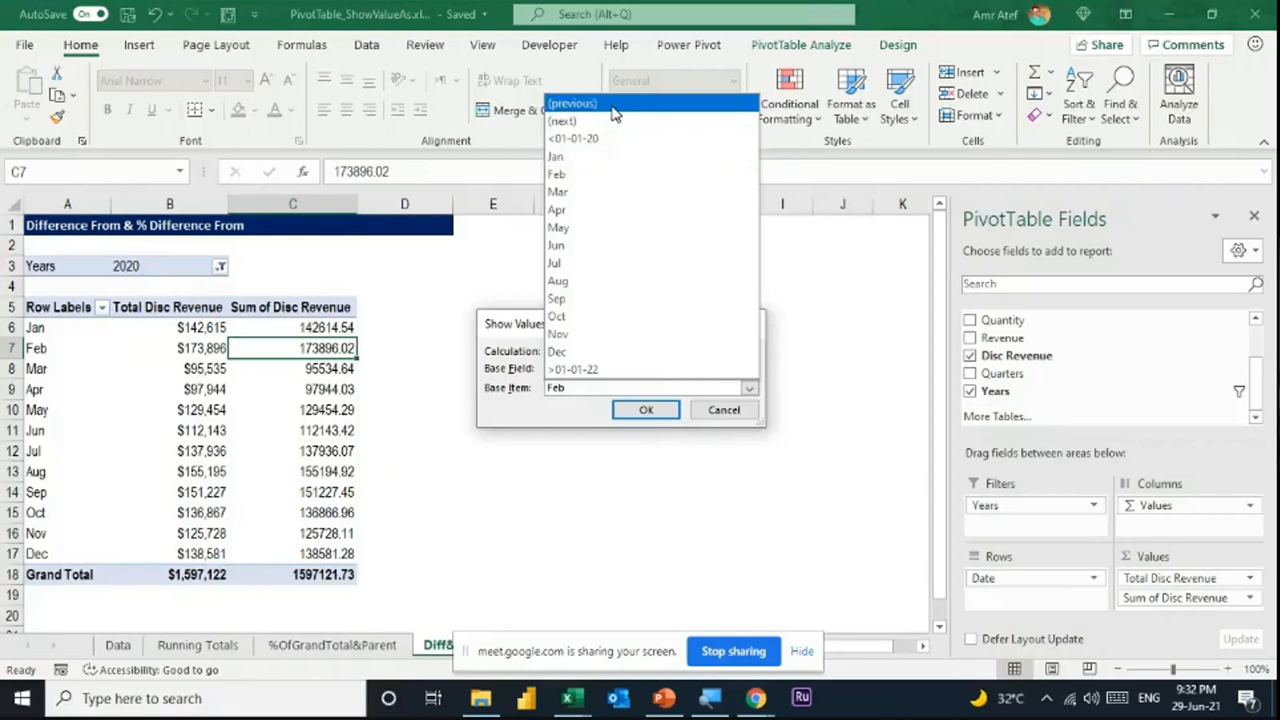 AutoSave On PivotTable_ShowValueAs.xl... - Saved Search (Alt+Q) Amr Atef
File Home Insert Page Layout Formulas Data Review View Developer Help Power Pivot PivotTable Analyze Design Share Comments
Paste Arial Narrow 11 Wrap Text General Conditional Format as Cell Insert Sort & Find & Analyze
Merge & C Formatting Table Styles Delete Filter Select Data
Format
Clipboard Font Alignment Styles Cells Editing Analysis
C7 173896.02
(previous)
(next)
<01-01-20
Jan
Feb
Mar
Apr
May
Jun
Jul
Aug
Sep
Oct
Nov
Dec
>01-01-22
A B C D E I J K
1 Difference From & % Difference From
2
3 Years 2020
4
5 Row Labels Total Disc Revenue Sum of Disc Revenue
6 Jan $142,615 142614.54
7 Feb $173,896 173896.02
8 Mar $95,535 95534.64
9 Apr $97,944 97944.03
10 May $129,454 129454.29
11 Jun $112,143 112143.42
12 Jul $137,936 137936.07
13 Aug $155,195 155194.92
14 Sep $151,227 151227.45
15 Oct $136,867 136866.96
16 Nov $125,728 125728.11
17 Dec $138,581 138581.28
18 Grand Total $1,597,122 1597121.73
19
20
Show Values
Calculation:
Base Field:
Base Item: Feb
OK Cancel
PivotTable Fields
Choose fields to add to report:
Search
Quantity
Revenue
Disc Revenue
Quarters
Years
More Tables...
Drag fields between areas below:
Filters Columns
Years Σ Values
Rows Σ Values
Date Total Disc Revenue
Sum of Disc Revenue
Defer Layout Update Update
Data Running Totals %OfGrandTotal&Parent Diff&
meet.google.com is sharing your screen. Stop sharing Hide
Ready Accessibility: Good to go 100%
Type here to search Ru 32°C ENG 9:32 PM
29-Jun-21 7